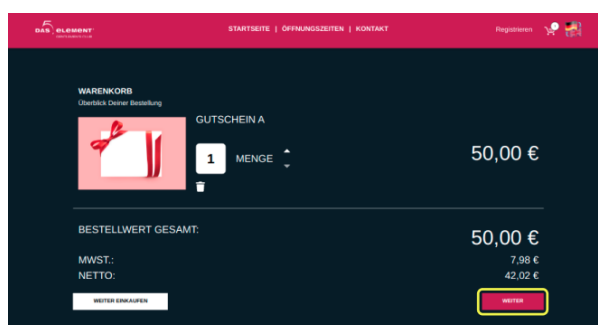 DAS 5 ELEMENT
STARTSEITE | ÖFFNUNGSZEITEN | KONTAKT
Registrieren
WARENKORB
Überblick Deiner Bestellung
GUTSCHEIN A
1 MENGE
50,00 €
BESTELLWERT GESAMT:
50,00 €
MWST.: 7,98 €
NETTO: 42,02 €
WEITER EINKAUFEN
WEITER